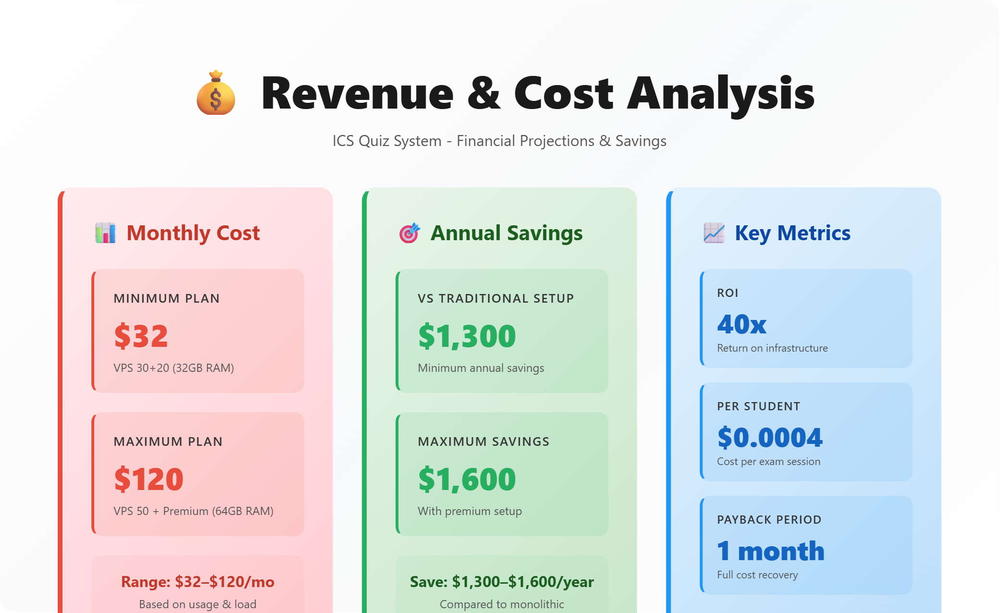 Revenue & Cost Analysis
ICS Quiz System - Financial Projections & Savings
Monthly Cost
MINIMUM PLAN
$32
VPS 30+20 (32GB RAM)
MAXIMUM PLAN
$120
VPS 50 + Premium (64GB RAM)
Range: $32–$120/mo
Based on usage & load
Annual Savings
VS TRADITIONAL SETUP
$1,300
Minimum annual savings
MAXIMUM SAVINGS
$1,600
With premium setup
Save: $1,300–$1,600/year
Compared to monolithic
Key Metrics
ROI
40x
Return on infrastructure
PER STUDENT
$0.0004
Cost per exam session
PAYBACK PERIOD
1 month
Full cost recovery